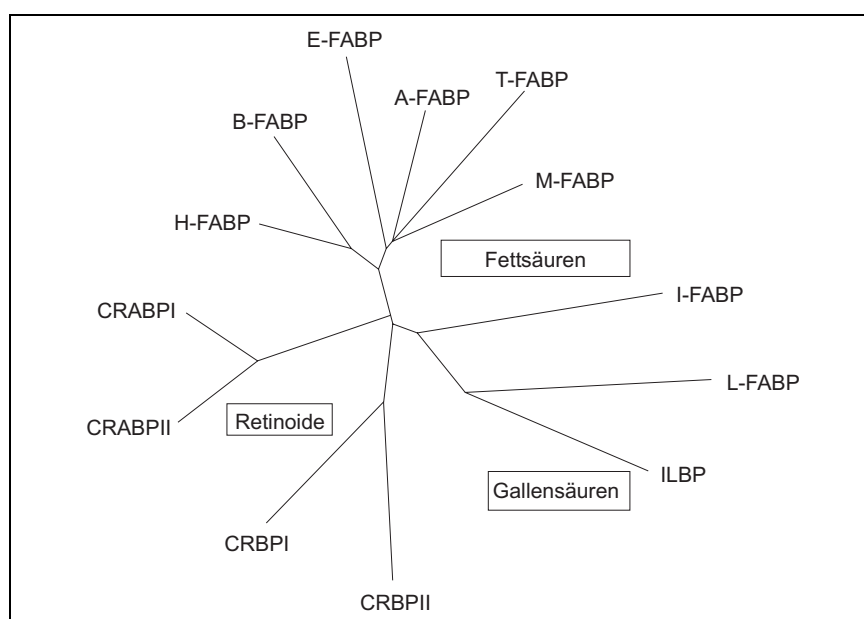 E-FABP
T-FABP
A-FABP
B-FABP
M-FABP
H-FABP
Fettsäuren
I-FABP
CRABPI
L-FABP
Retinoide
CRABPII
ILBP
Gallensäuren
CRBPI
CRBPII